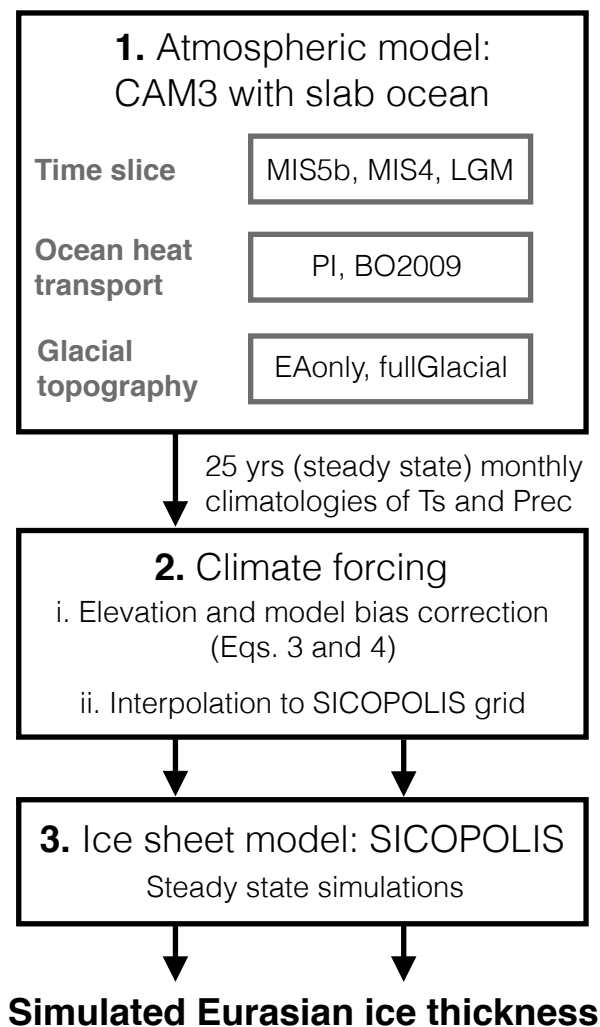 1. Atmospheric model:
CAM3 with slab ocean
Time slice
MIS5b, MIS4, LGM
Ocean heat
transport
PI, BO2009
Glacial
topography
EAonly, fullGlacial
25 yrs (steady state) monthly
climatologies of Ts and Prec
2. Climate forcing
i. Elevation and model bias correction
(Eqs. 3 and 4)
ii. Interpolation to SICOPOLIS grid
3. Ice sheet model: SICOPOLIS
Steady state simulations
Simulated Eurasian ice thickness